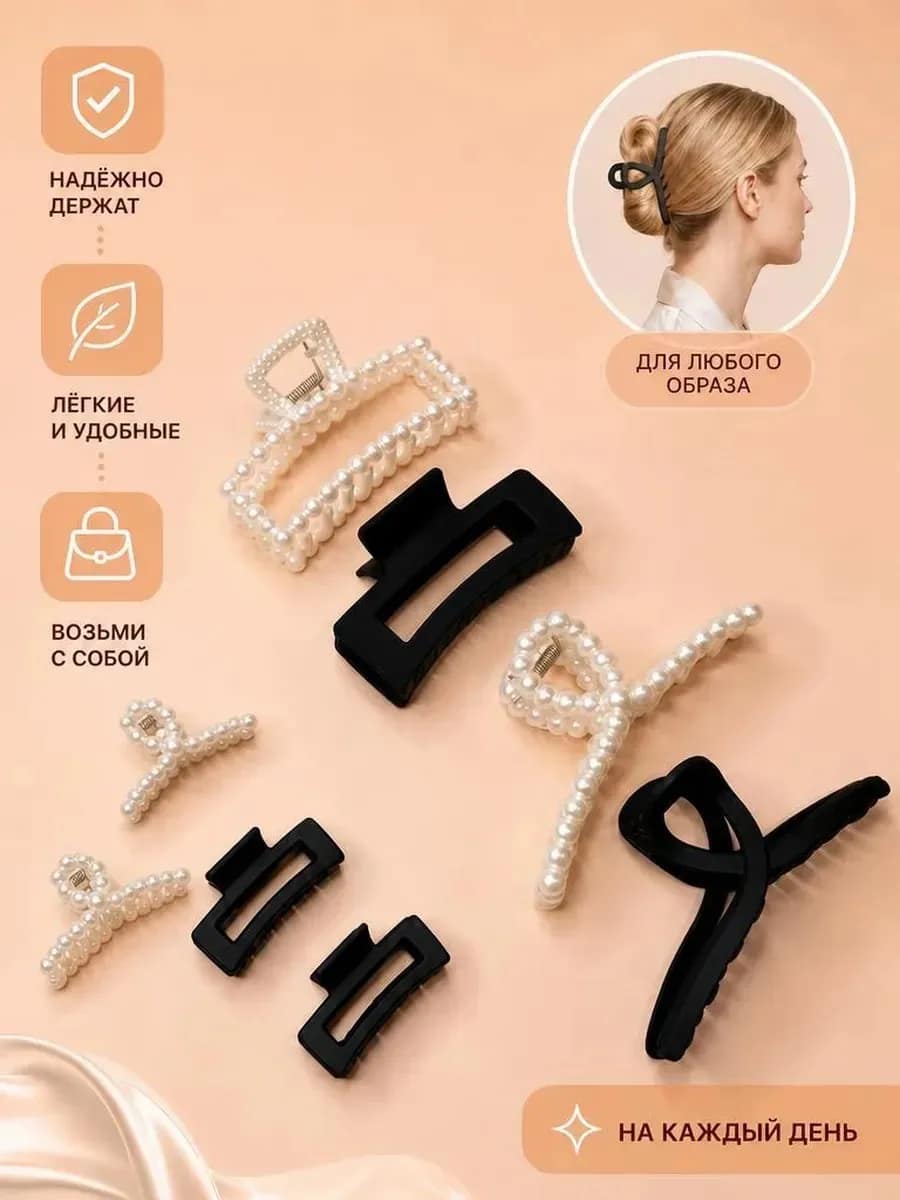 НАДЁЖНО
ДЕРЖАТ
ЛЁГКИЕ
И УДОБНЫЕ
ВОЗЬМИ
С СОБОЙ
ДЛЯ ЛЮБОГО
ОБРАЗА
НА КАЖДЫЙ ДЕНЬ